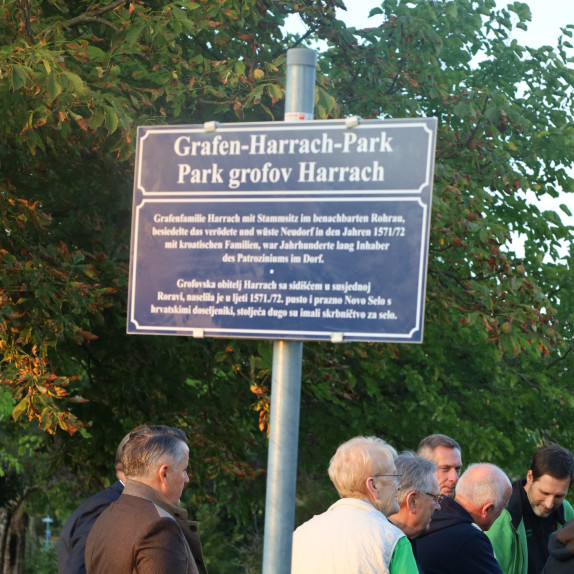 Grafen-Harrach-Park
Park grofov Harrach
Grafenfamilie Harrach mit Stammsitz im benachbarten Rohrau,
besiedelte das verödete und wüste Neudorf in den Jahren 1571/72
mit kroatischen Familien, war Jahrhunderte lang Inhaber
des Patroziniums im Dorf.
•
Grofovska obitelj Harrach sa sidišćem u susjednoj
Roravi, naselila je u ljeti 1571./72. pusto i prazno Novo Selo s
hrvatskimi doseljeniki, stoljeća dugo su imali skrbničtvo za selo.